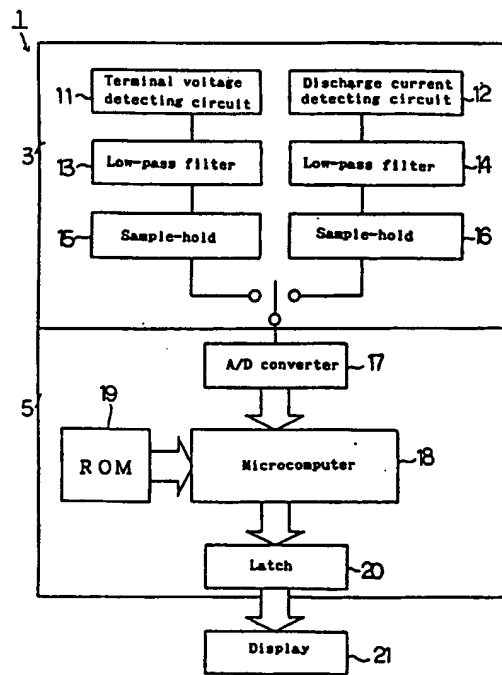 1
11 Terminal voltage detecting circuit
Discharge current detecting circuit 12
3
13 Low-pass filter
Low-pass filter 14
15 Sample-hold
Sample-hold 16
A/D converter 17
5
19
ROM
Microcomputer 18
Latch 20
Display 21